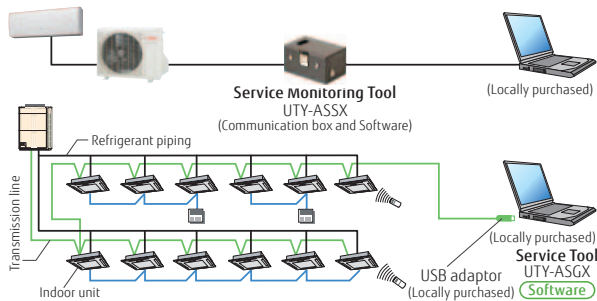 Service Monitoring Tool
UTY-ASSX
(Communication box and Software)
(Locally purchased)
Refrigerant piping
Transmission line
Indoor unit
USB adaptor
(Locally purchased)
(Locally purchased)
Service Tool
UTY-ASGX
Software